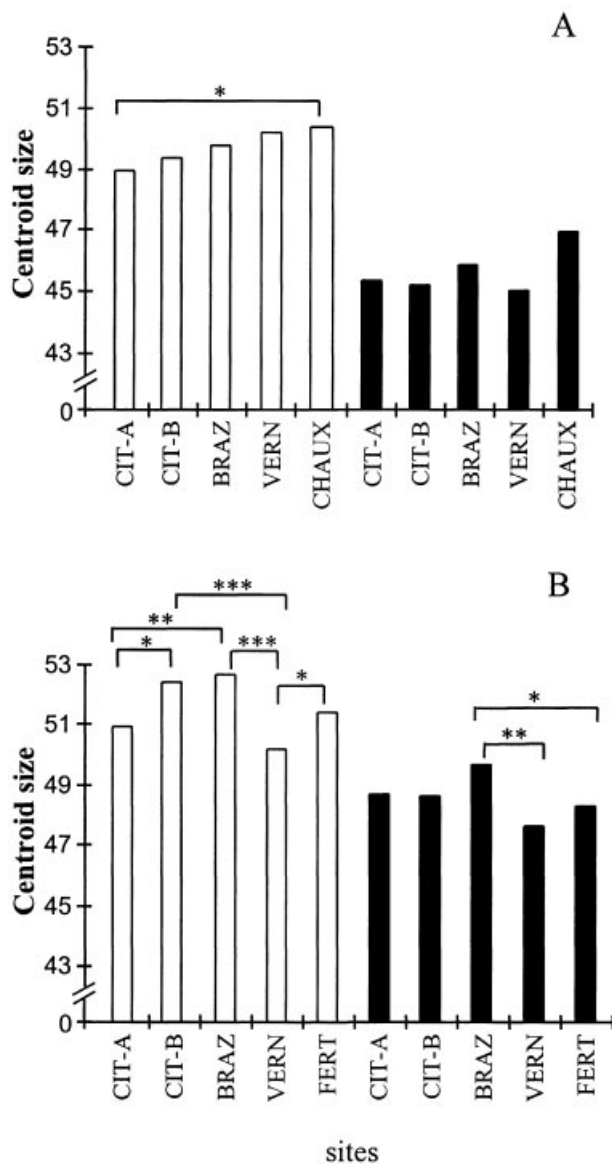 A
53
51
49
47
45
43
0
Centroid size
*
CIT-A
CIT-B
BRAZ
VERN
CHAUX
CIT-A
CIT-B
BRAZ
VERN
CHAUX
B
***
**
*
***
*
*
**
53
51
49
47
45
43
0
Centroid size
CIT-A
CIT-B
BRAZ
VERN
FERT
CIT-A
CIT-B
BRAZ
VERN
FERT
sites